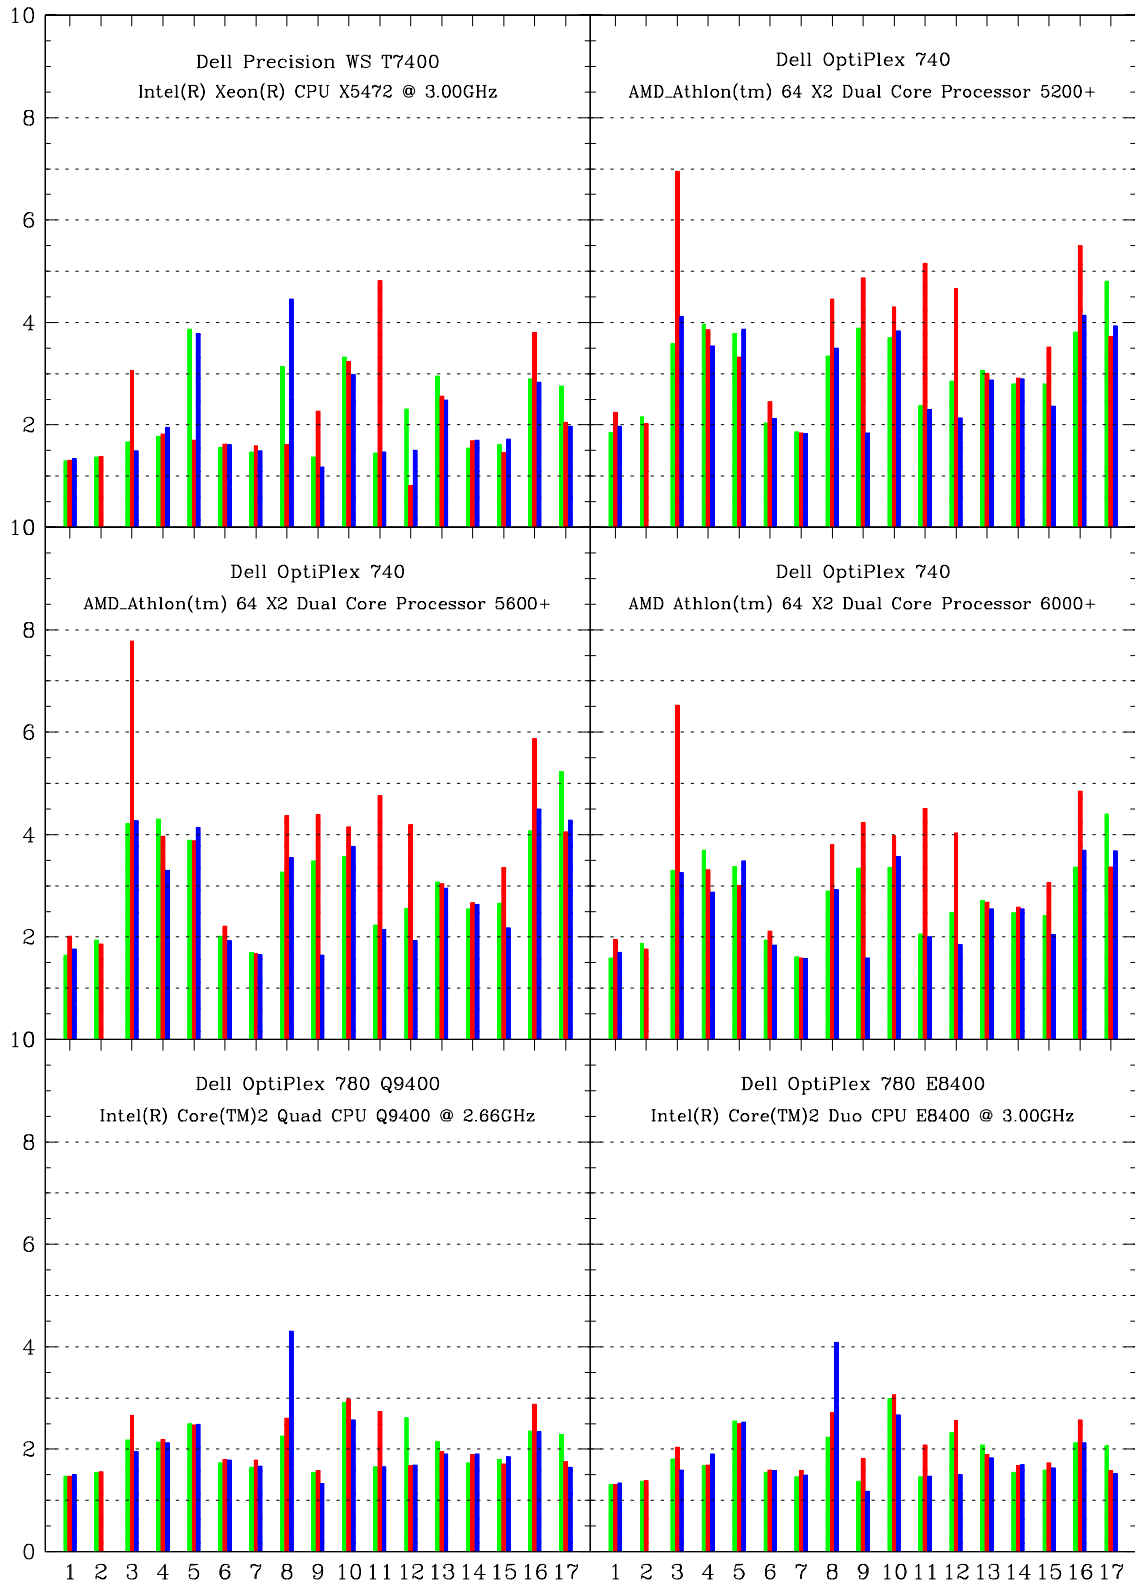 10
Dell Precision WS T7400
Intel(R) Xeon(R) CPU X5472 @ 3.00GHz
Dell OptiPlex 740
AMD_Athlon(tm) 64 X2 Dual Core Processor 5200+
8
6
4
2
10
Dell OptiPlex 740
AMD_Athlon(tm) 64 X2 Dual Core Processor 5600+
Dell OptiPlex 740
AMD Athlon(tm) 64 X2 Dual Core Processor 6000+
8
6
4
2
10
Dell OptiPlex 780 Q9400
Intel(R) Core(TM)2 Quad CPU Q9400 @ 2.66GHz
Dell OptiPlex 780 E8400
Intel(R) Core(TM)2 Duo CPU E8400 @ 3.00GHz
8
6
4
2
0
1 2 3 4 5 6 7 8 9 10 11 12 13 14 15 16 17
1 2 3 4 5 6 7 8 9 10 11 12 13 14 15 16 17